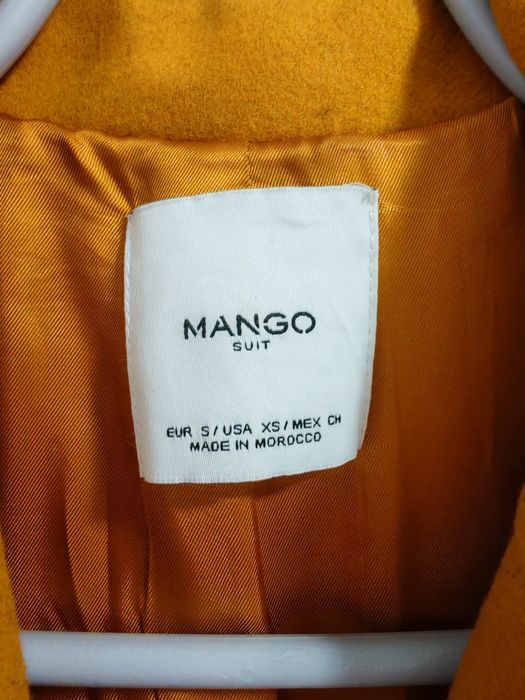 MANGO
SUIT
EUR S / USA XS / MEX CH
MADE IN MOROCCO